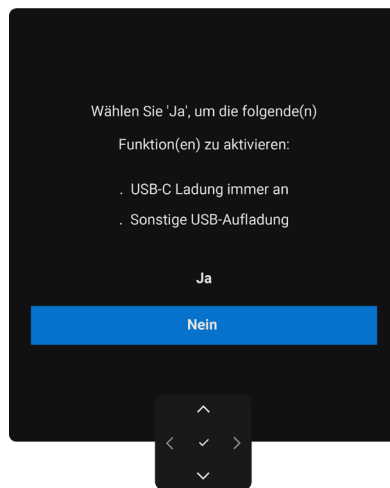 Wählen Sie 'Ja', um die folgende(n)
Funktion(en) zu aktivieren:
. USB-C Ladung immer an
. Sonstige USB-Aufladung
Ja
Nein